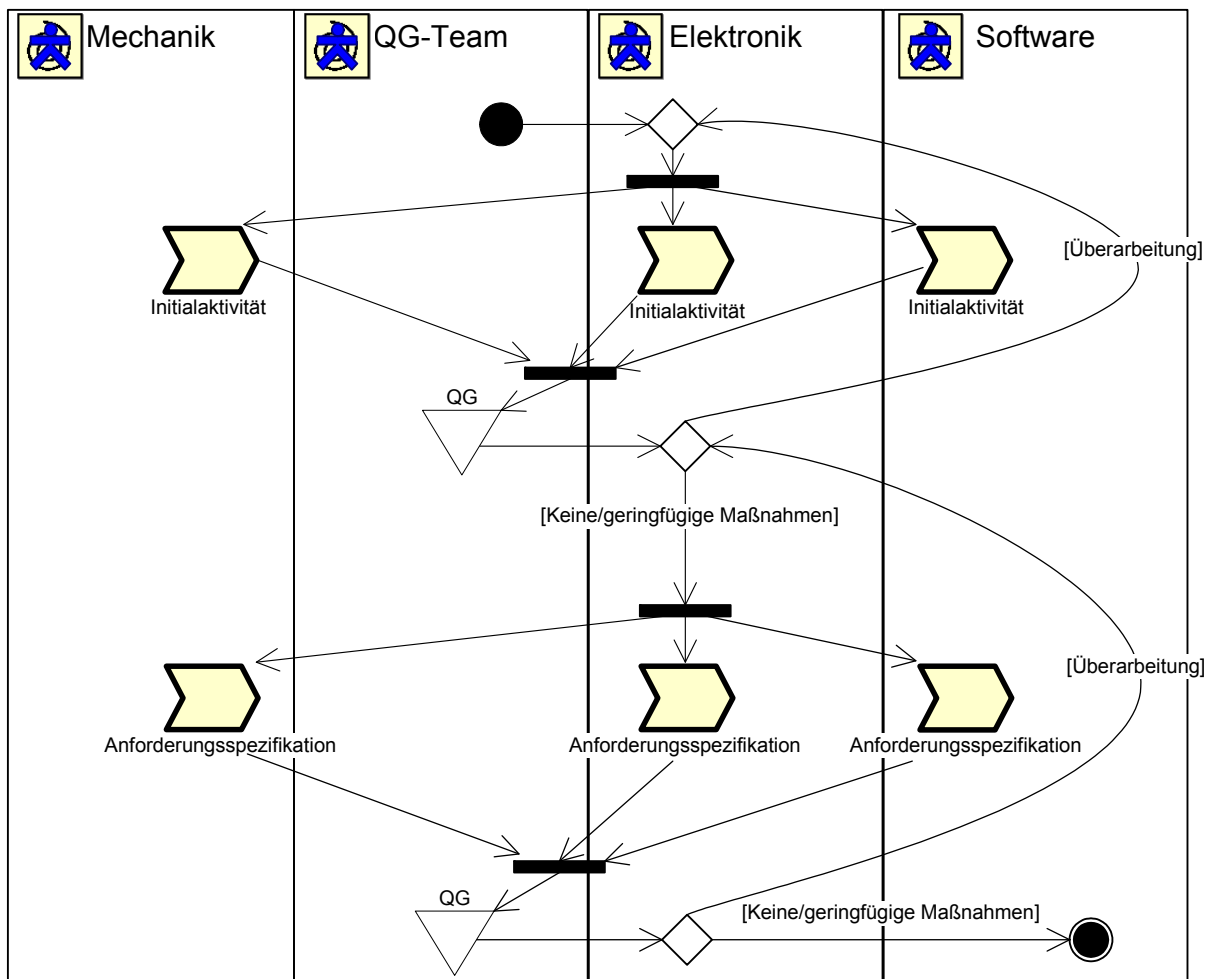 Mechanik
QG-Team
Elektronik
Software
[Überarbeitung]
Initialaktivität
Initialaktivität
Initialaktivität
QG
[Keine/geringfügige Maßnahmen]
[Überarbeitung]
Anforderungsspezifikation
Anforderungsspezifikation
Anforderungsspezifikation
QG
[Keine/geringfügige Maßnahmen]